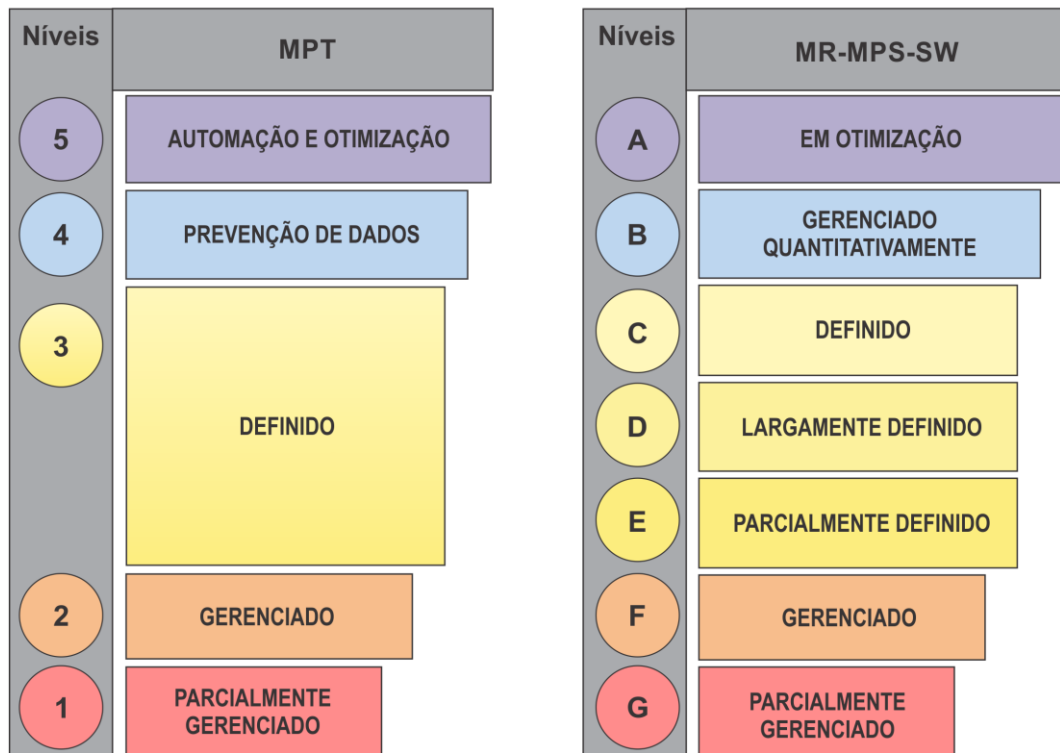 Níveis
MPT
5
AUTOMAÇÃO E OTIMIZAÇÃO
4
PREVENÇÃO DE DADOS
3
DEFINIDO
2
GERENCIADO
1
PARCIALMENTE
GERENCIADO
Níveis
MR-MPS-SW
A
EM OTIMIZAÇÃO
B
GERENCIADO
QUANTITATIVAMENTE
C
DEFINIDO
D
LARGAMENTE DEFINIDO
E
PARCIALMENTE DEFINIDO
F
GERENCIADO
G
PARCIALMENTE
GERENCIADO